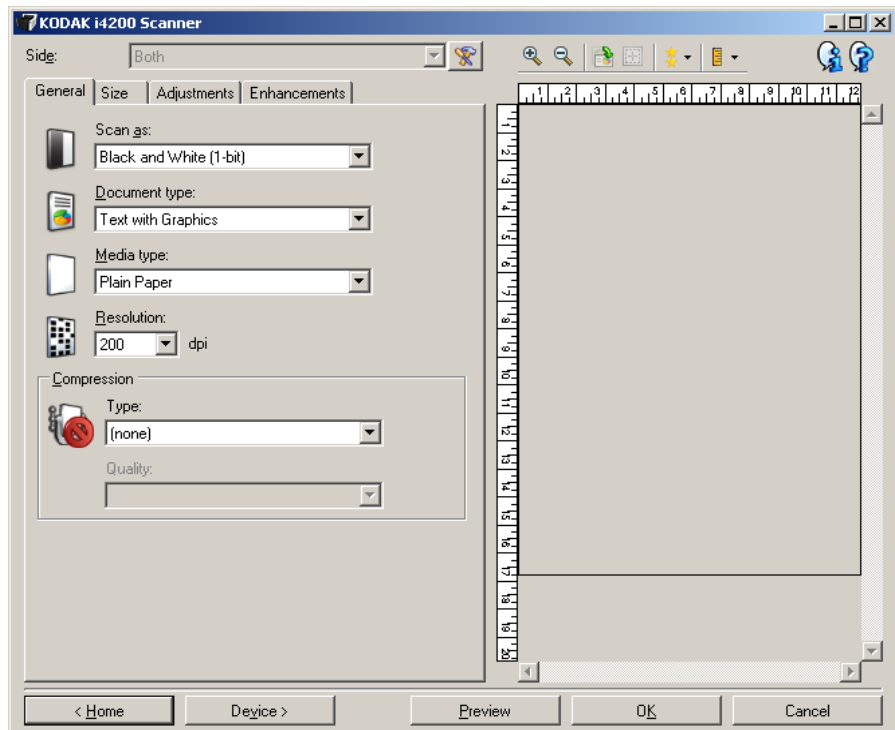 KODAK i4200 Scanner
Side: Both
General Size Adjustments Enhancements
Scan as:
Black and White (1-bit)
Document type:
Text with Graphics
Media type:
Plain Paper
Resolution:
200 dpi
Compression
Type:
(none)
Quality:
1 2 3 4 5 6 7 8 9 10 11 12
1
2
3
4
5
6
7
8
9
10
11
12
13
14
15
16
17
18
19
20
< Home Device > Preview OK Cancel